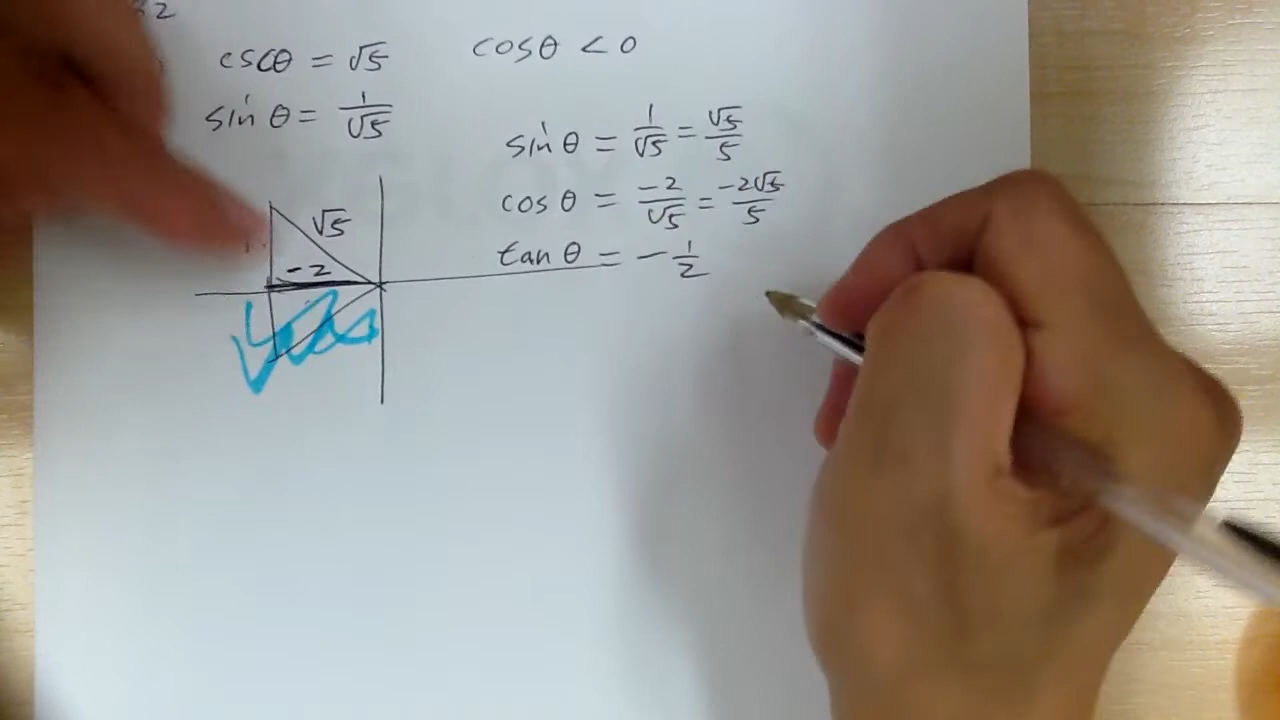 32
cscθ = √5
cosθ < 0
sin θ = 1/√5
sin θ = 1/√5 = √5/5
cos θ = -2/√5 = -2√5/5
tan θ = -1/2
√5
-2